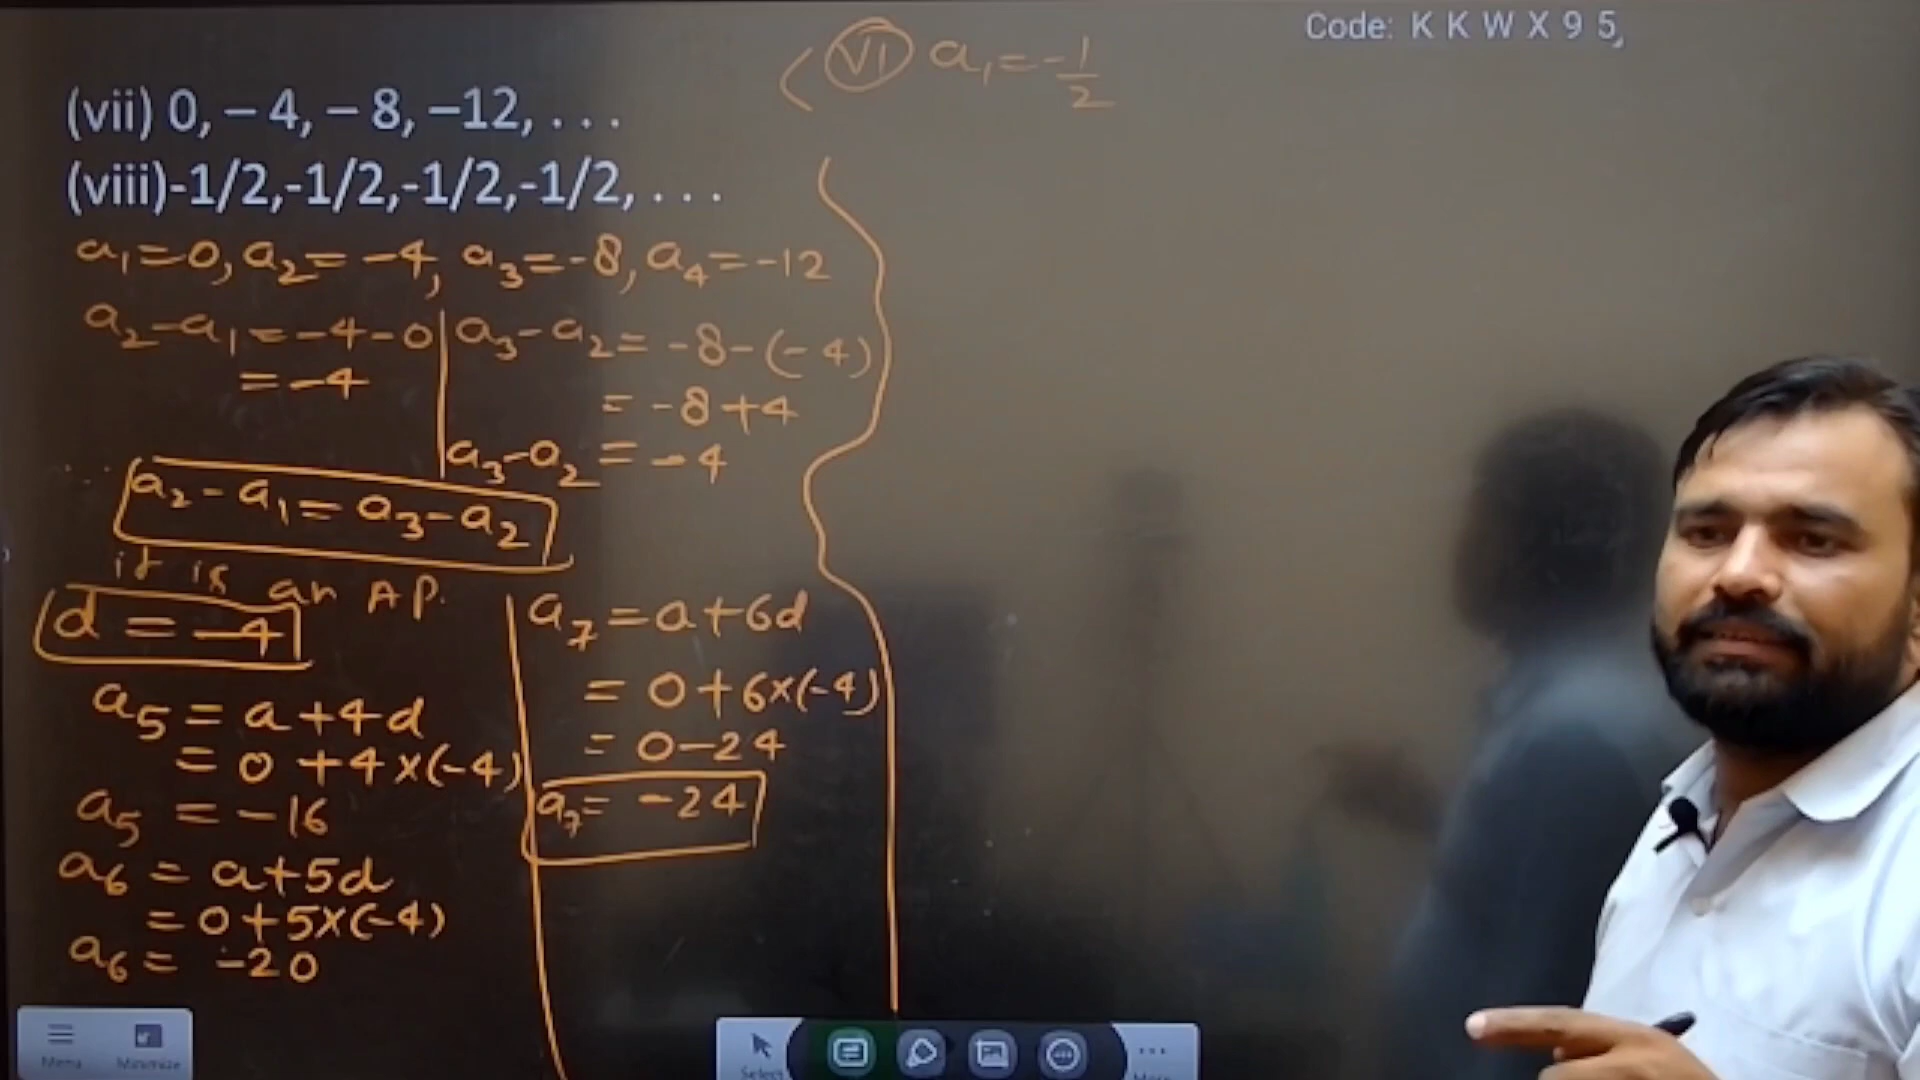 Code: K K W X 9 5
(vii) 0, – 4, – 8, –12, . . .
(viii)-1/2,-1/2,-1/2,-1/2, . . .
a₁=0, a₂= -4, a₃=-8, a₄=-12
a₂-a₁=-4-0
=-4
a₃-a₂= -8-(-4)
= -8+4
a₃-a₂ = -4
a₂-a₁= a₃-a₂
it is an AP.
d = -4
a₅ = a+4d
= 0 +4×(-4)
a₅ = -16
a₆ = a+5d
= 0+5×(-4)
a₆ = -20
a₇=a+6d
= 0+6×(-4)
= 0-24
a₇= -24
(VI) a₁=-1/2
Menu
Minimize
Select